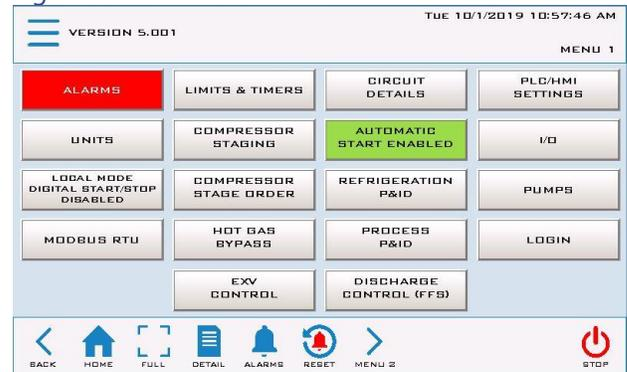 VERSION 5.001
TUE 10/1/2019 10:57:46 AM
MENU 1
ALARMS
LIMITS & TIMERS
CIRCUIT
DETAILS
PLC/HMI
SETTINGS
UNITS
COMPRESSOR
STAGING
AUTOMATIC
START ENABLED
I/O
LOCAL MODE
DIGITAL START/STOP
DISABLED
COMPRESSOR
STAGE ORDER
REFRIGERATION
P&ID
PUMPS
MODBUS RTU
HOT GAS
BYPASS
PROCESS
P&ID
LOGIN
EXV
CONTROL
DISCHARGE
CONTROL (FFS)
BACK
HOME
FULL
DETAIL
ALARMS
RESET
MENU 2
STOP